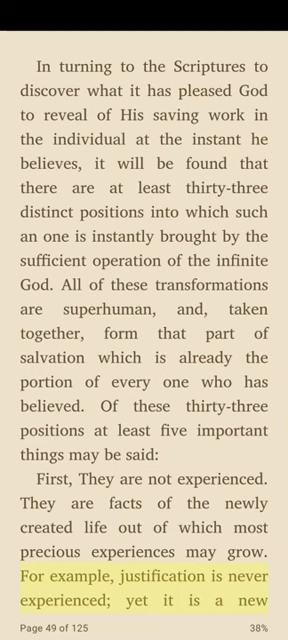 In turning to the Scriptures to
discover what it has pleased God
to reveal of His saving work in
the individual at the instant he
believes, it will be found that
there are at least thirty-three
distinct positions into which such
an one is instantly brought by the
sufficient operation of the infinite
God. All of these transformations
are superhuman, and, taken
together, form that part of
salvation which is already the
portion of every one who has
believed. Of these thirty-three
positions at least five important
things may be said:
First, They are not experienced.
They are facts of the newly
created life out of which most
precious experiences may grow.
For example, justification is never
experienced; yet it is a new
Page 49 of 125
38%